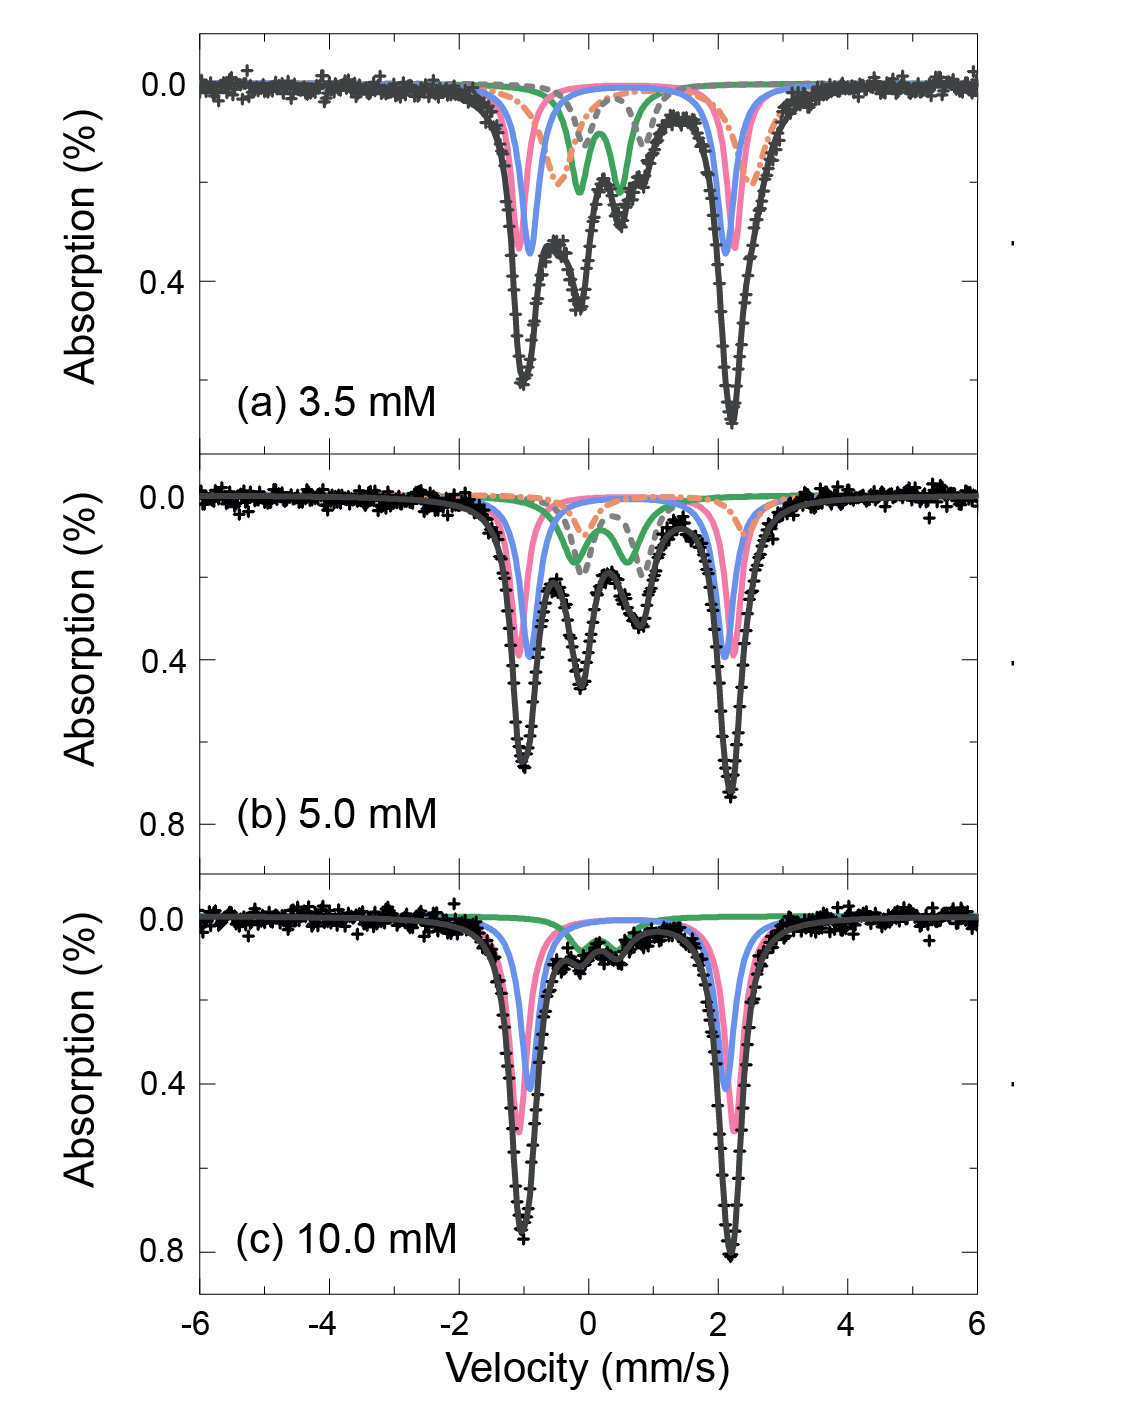 0.0
0.4
Absorption (%)
(a) 3.5 mM
0.0
0.4
0.8
Absorption (%)
(b) 5.0 mM
0.0
0.4
0.8
Absorption (%)
(c) 10.0 mM
-6 -4 -2 0 2 4 6
Velocity (mm/s)